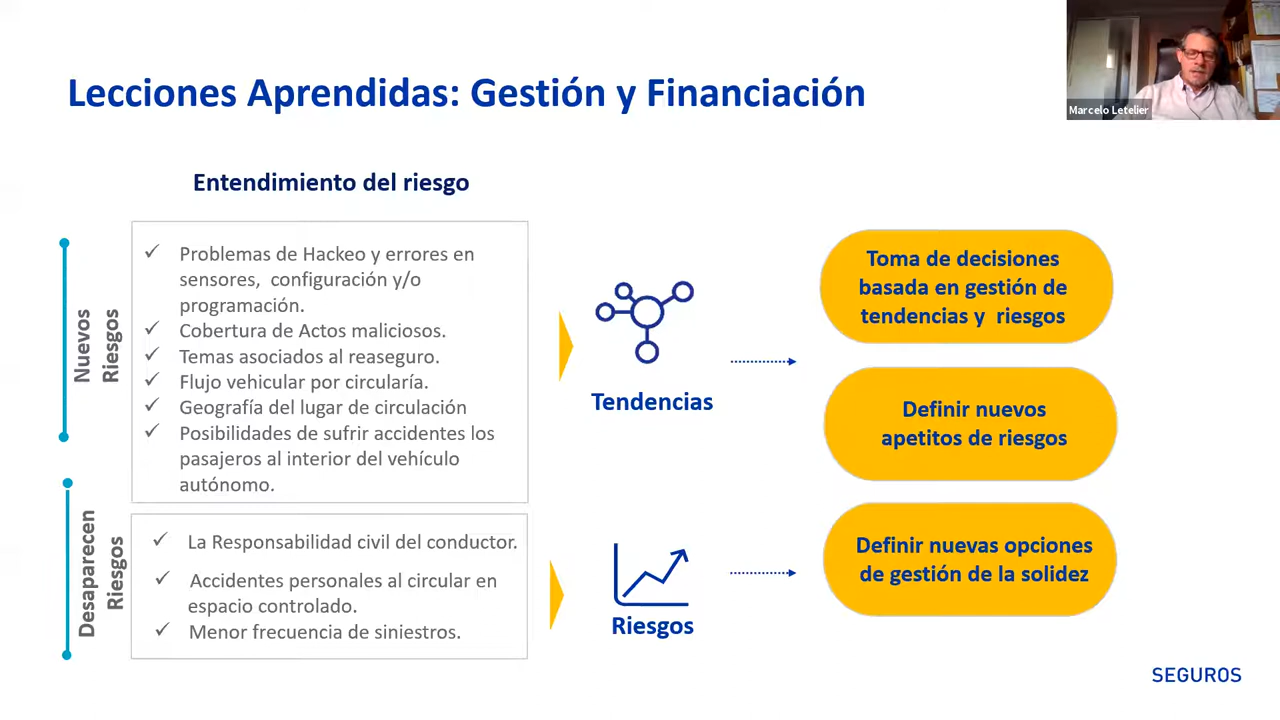 Lecciones Aprendidas: Gestión y Financiación
Marcelo Letelier
Entendimiento del riesgo
Nuevos
Riesgos
Problemas de Hackeo y errores en
sensores, configuración y/o
programación.
Cobertura de Actos maliciosos.
Temas asociados al reaseguro.
Flujo vehicular por circularía.
Geografía del lugar de circulación
Posibilidades de sufrir accidentes los
pasajeros al interior del vehículo
autónomo.
Desaparecen
Riesgos
La Responsabilidad civil del conductor.
Accidentes personales al circular en
espacio controlado.
Menor frecuencia de siniestros.
Tendencias
Riesgos
Toma de decisiones
basada en gestión de
tendencias y riesgos
Definir nuevos
apetitos de riesgos
Definir nuevas opciones
de gestión de la solidez
SEGUROS